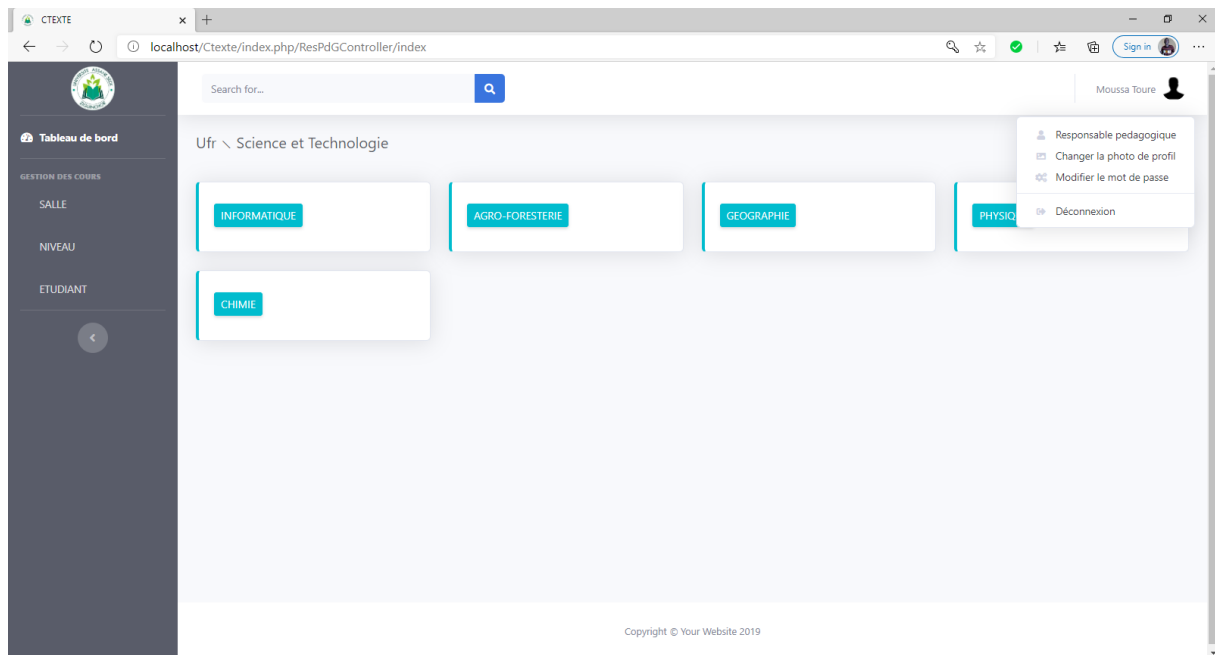 CTEXTE
localhost/Ctexte/index.php/ResPdGController/index
Sign in
Search for...
Moussa Toure
Tableau de bord
GESTION DES COURS
SALLE
NIVEAU
ETUDIANT
Ufr \ Science et Technologie
Responsable pedagogique
Changer la photo de profil
Modifier le mot de passe
Déconnexion
INFORMATIQUE
AGRO-FORESTERIE
GEOGRAPHIE
PHYSIQ
CHIMIE
Copyright © Your Website 2019